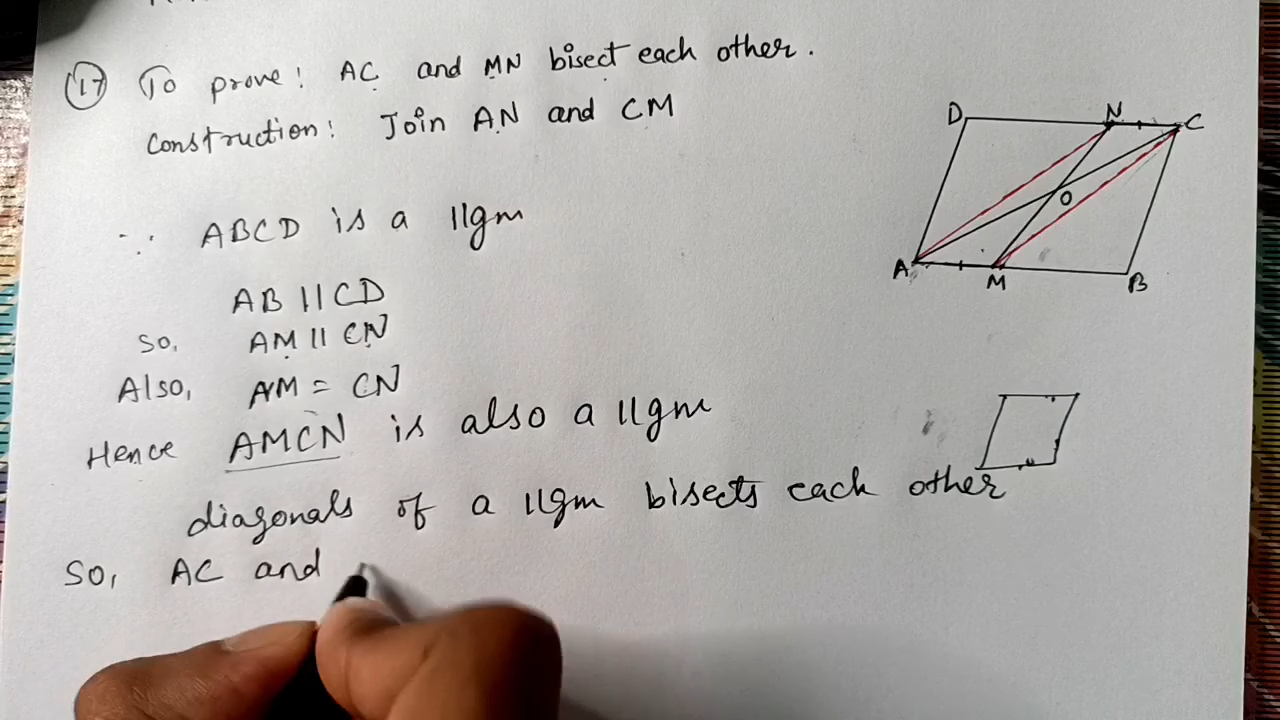 17 To prove: AC and MN bisect each other.
Construction: Join AN and CM
∵ ABCD is a ||gm
AB || CD
So, AM || CN
Also, AM = CN
Hence AMCN is also a ||gm
diagonals of a ||gm bisects each other
So, AC and
D N C
O
A M B